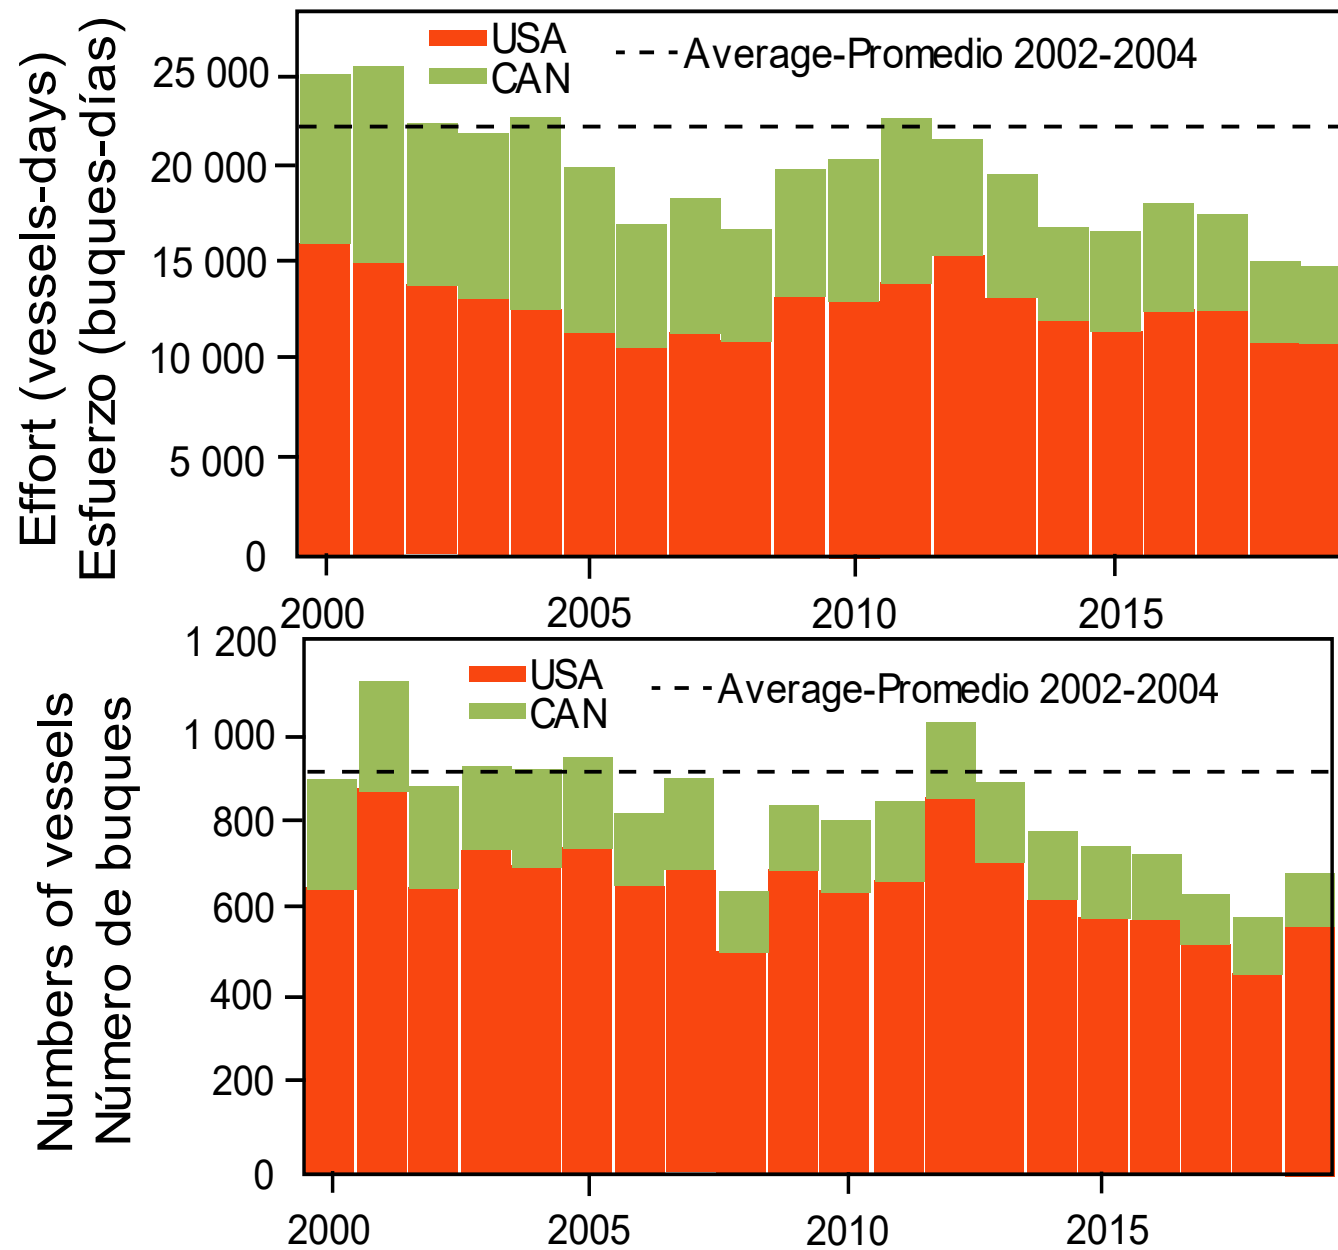 Effort (vessels-days)
Esfuerzo (buques-días)
USA
CAN
Average-Promedio 2002-2004
25 000
20 000
15 000
10 000
5 000
0
2000 2005 2010 2015
Numbers of vessels
Número de buques
USA
CAN
Average-Promedio 2002-2004
1 200
1 000
800
600
400
200
0
2000 2005 2010 2015